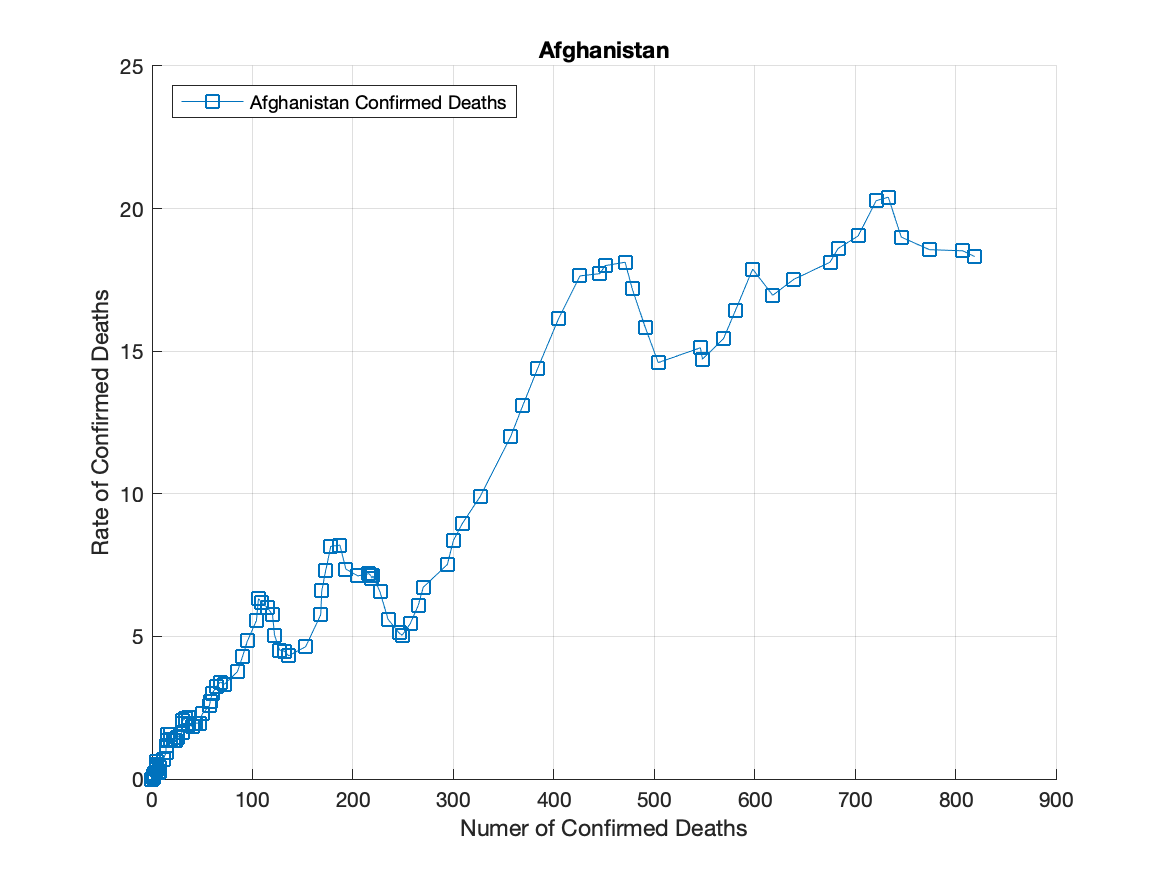 Afghanistan
Afghanistan Confirmed Deaths
25
20
15
10
5
0
Rate of Confirmed Deaths
0 100 200 300 400 500 600 700 800 900
Numer of Confirmed Deaths